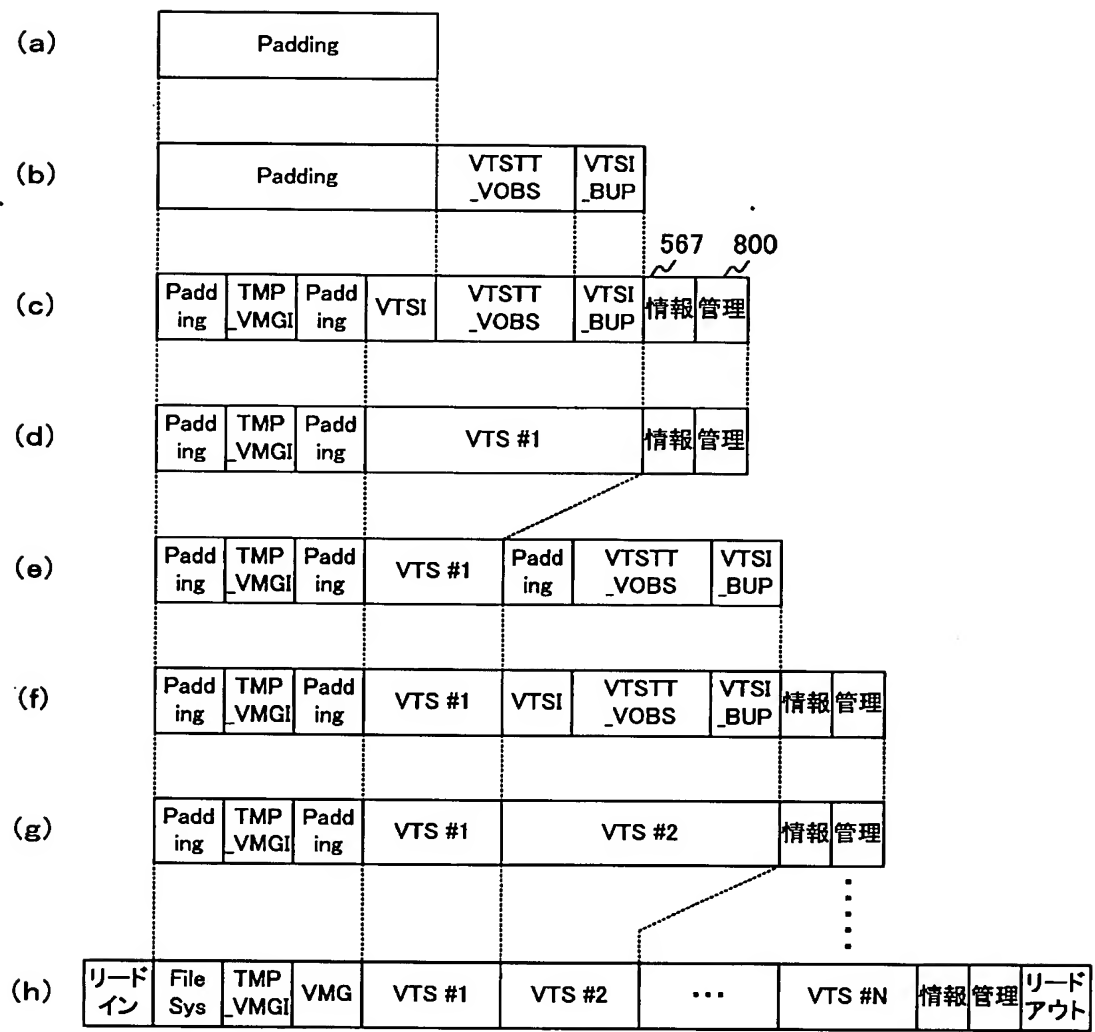 (a)
Padding
(b)
Padding
VTSTT
_VOBS
VTSI
_BUP
567
800
(c)
Padd
ing
TMP
_VMGI
Padd
ing
VTSI
VTSTT
_VOBS
VTSI
_BUP
情報
管理
(d)
Padd
ing
TMP
_VMGI
Padd
ing
VTS #1
情報
管理
(e)
Padd
ing
TMP
_VMGI
Padd
ing
VTS #1
Padd
ing
VTSTT
_VOBS
VTSI
_BUP
(f)
Padd
ing
TMP
_VMGI
Padd
ing
VTS #1
VTSI
VTSTT
_VOBS
VTSI
_BUP
情報
管理
(g)
Padd
ing
TMP
_VMGI
Padd
ing
VTS #1
VTS #2
情報
管理
(h)
リード
イン
File
Sys
TMP
_VMGI
VMG
VTS #1
VTS #2
...
VTS #N
情報
管理
リード
アウト